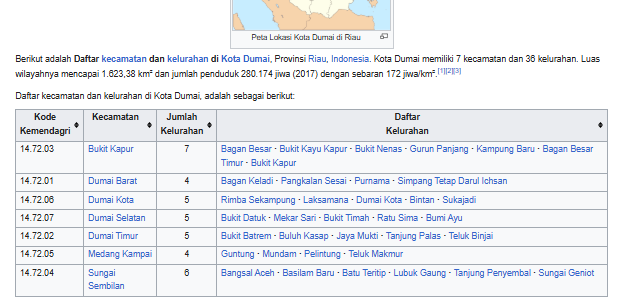 Peta Lokasi Kota Dumai di Riau
Berikut adalah Daftar kecamatan dan kelurahan di Kota Dumai, Provinsi Riau, Indonesia. Kota Dumai memiliki 7 kecamatan dan 36 kelurahan. Luas
wilayahnya mencapai 1.623,38 km² dan jumlah penduduk 280.174 jiwa (2017) dengan sebaran 172 jiwa/km².[1][2][3]
Daftar kecamatan dan kelurahan di Kota Dumai, adalah sebagai berikut:
Kode Kemendagri Kecamatan Jumlah Kelurahan Daftar Kelurahan
14.72.03 Bukit Kapur 7 Bagan Besar · Bukit Kayu Kapur · Bukit Nenas · Gurun Panjang · Kampung Baru · Bagan Besar
Timur · Bukit Kapur
14.72.01 Dumai Barat 4 Bagan Keladi · Pangkalan Sesai · Purnama · Simpang Tetap Darul Ichsan
14.72.06 Dumai Kota 5 Rimba Sekampung · Laksamana · Dumai Kota · Bintan · Sukajadi
14.72.07 Dumai Selatan 5 Bukit Datuk · Mekar Sari · Bukit Timah · Ratu Sima · Bumi Ayu
14.72.02 Dumai Timur 5 Bukit Batrem · Buluh Kasap · Jaya Mukti · Tanjung Palas · Teluk Binjai
14.72.05 Medang Kampai 4 Guntung · Mundam · Pelintung · Teluk Makmur
14.72.04 Sungai Sembilan 6 Bangsal Aceh · Basilam Baru · Batu Teritip · Lubuk Gaung · Tanjung Penyembal · Sungai Geniot